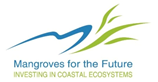 Mangroves for the Future
INVESTING IN COASTAL ECOSYSTEMS